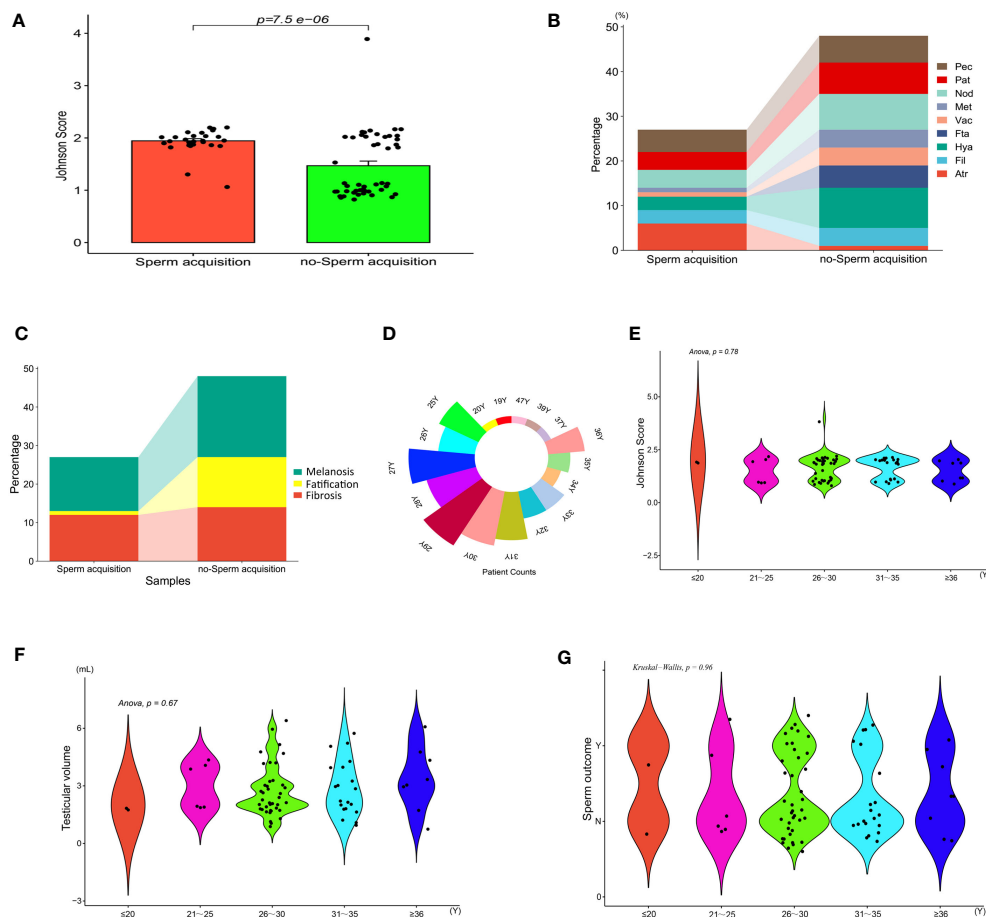 A
p=7.5 e−06
Johnson Score
4
3
2
1
0
Sperm acquisition
no-Sperm acquisition
B
(%)
Percentage
50
40
30
20
10
0
Sperm acquisition
no-Sperm acquisition
Pec
Pat
Nod
Met
Vac
Fta
Hya
Fil
Atr
C
Percentage
50
40
30
20
10
0
Sperm acquisition
no-Sperm acquisition
Samples
Melanosis
Fatification
Fibrosis
D
19Y
47Y
39Y
37Y
36Y
35Y
34Y
33Y
32Y
31Y
30Y
29Y
28Y
27Y
26Y
25Y
20Y
Patient Counts
E
Anova, p = 0.78
Johnson Score
5.0
2.5
0.0
−2.5
≤20
21~25
26~30
31~35
≥36
(Y)
F
(mL)
Anova, p = 0.67
Testicular volume
6
3
0
−3
≤20
21~25
26~30
31~35
≥36
(Y)
G
Kruskal−Wallis, p = 0.96
Sperm outcome
Y
N
0
≤20
21~25
26~30
31~35
≥36
(Y)